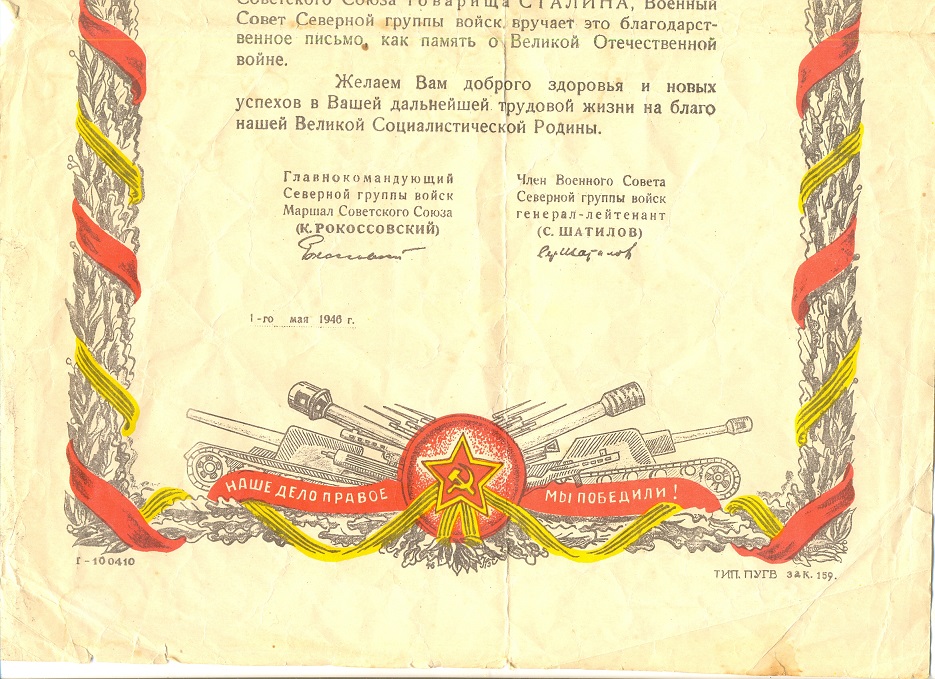 Советского Союза товарища СТАЛИНА, Военный
Совет Северной группы войск вручает это благодарст-
венное письмо, как память о Великой Отечественной
войне.
Желаем Вам доброго здоровья и новых
успехов в Вашей дальнейшей трудовой жизни на благо
нашей Великой Социалистической Родины.
Главнокомандующий
Северной группы войск
Маршал Советского Союза
(К. РОКОССОВСКИЙ)
Член Военного Совета
Северной группы войск
генерал-лейтенант
(С. ШАТИЛОВ)
1-го мая 1946 г.
НАШЕ ДЕЛО ПРАВОЕ МЫ ПОБЕДИЛИ!
Г-100410
ТИП. ПУГВ зак. 159.